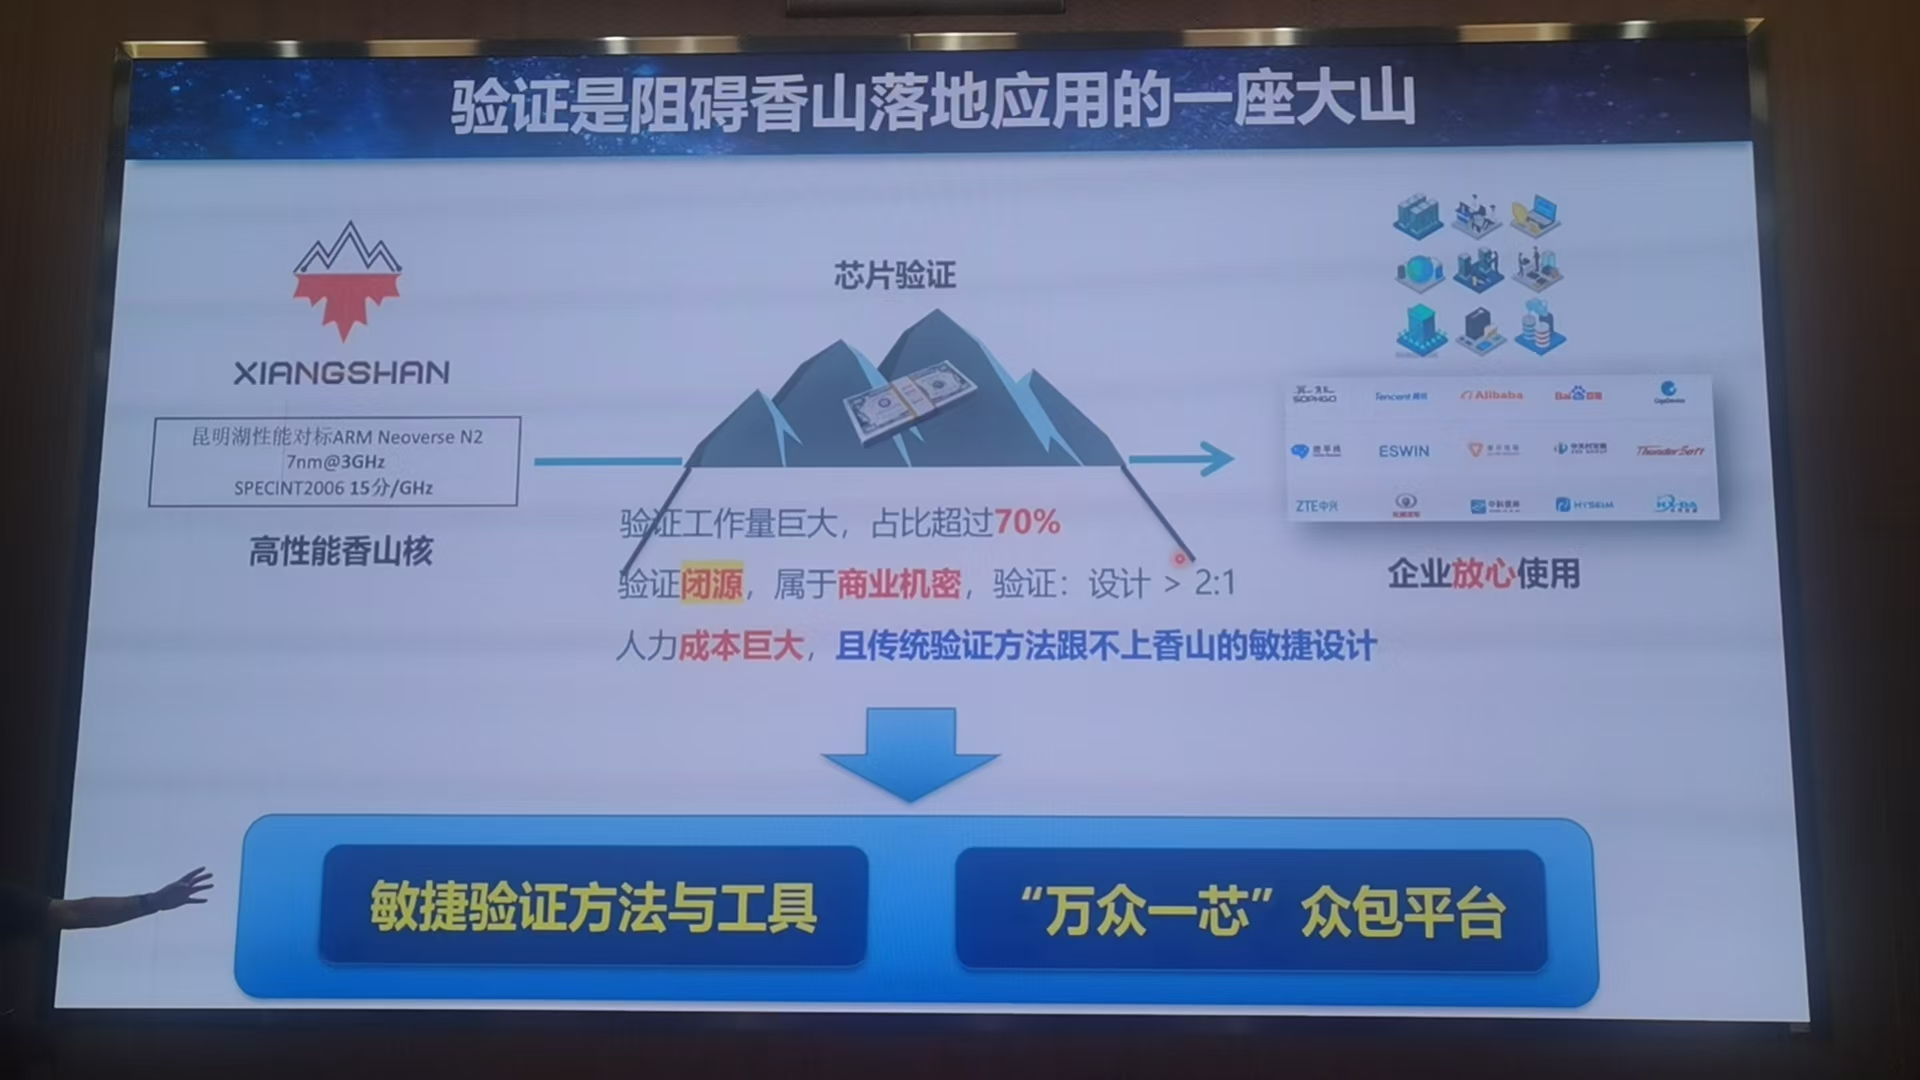 验证是阻碍香山落地应用的一座大山
XIANGSHAN
昆明湖性能对标ARM Neoverse N2
7nm@3GHz
SPECINT2006 15分/GHz
高性能香山核
芯片验证
验证工作量巨大，占比超过70%
验证闭源，属于商业机密，验证：设计 > 2:1
人力成本巨大，且传统验证方法跟不上香山的敏捷设计
SOPHGO Tencent 腾讯 Alibaba Bai 百度 GigaDevice
ESWIN ThunderSoft
ZTE中兴 HYGON
企业放心使用
敏捷验证方法与工具
“万众一芯”众包平台